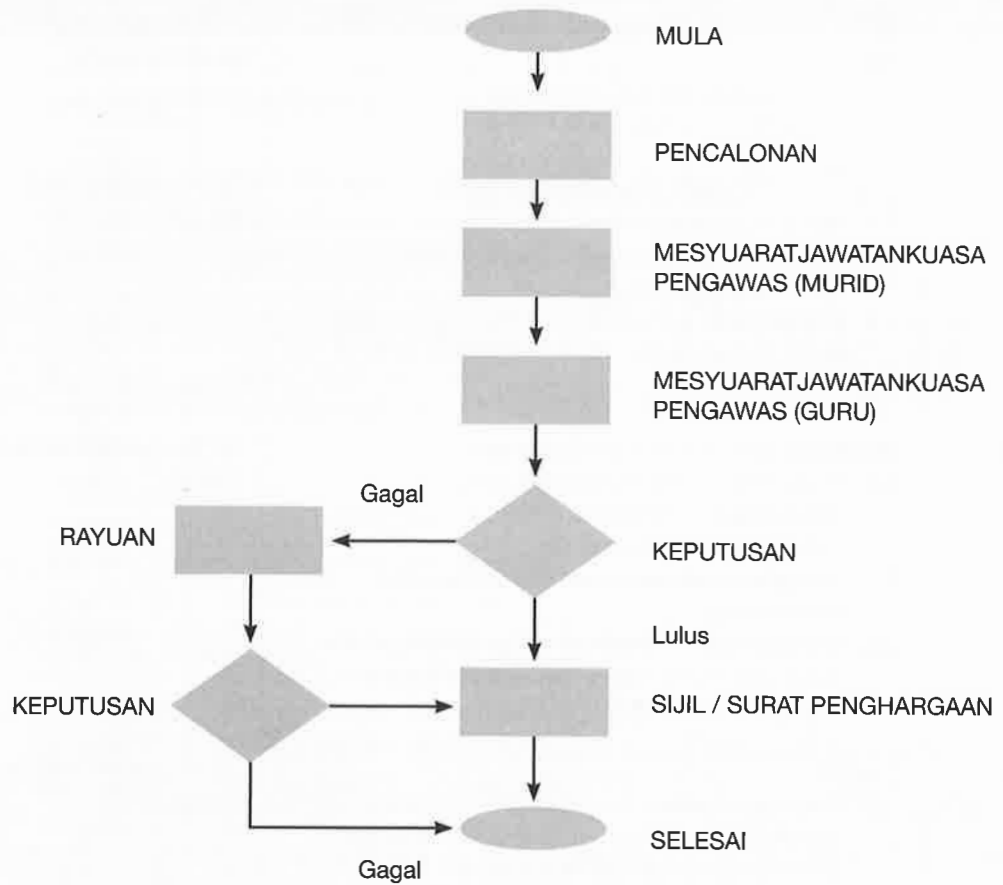 MULA
PENCALONAN
MESYUARATJAWATANKUASA
PENGAWAS (MURID)
MESYUARATJAWATANKUASA
PENGAWAS (GURU)
Gagal
RAYUAN
KEPUTUSAN
Lulus
KEPUTUSAN
SIJIL / SURAT PENGHARGAAN
SELESAI
Gagal